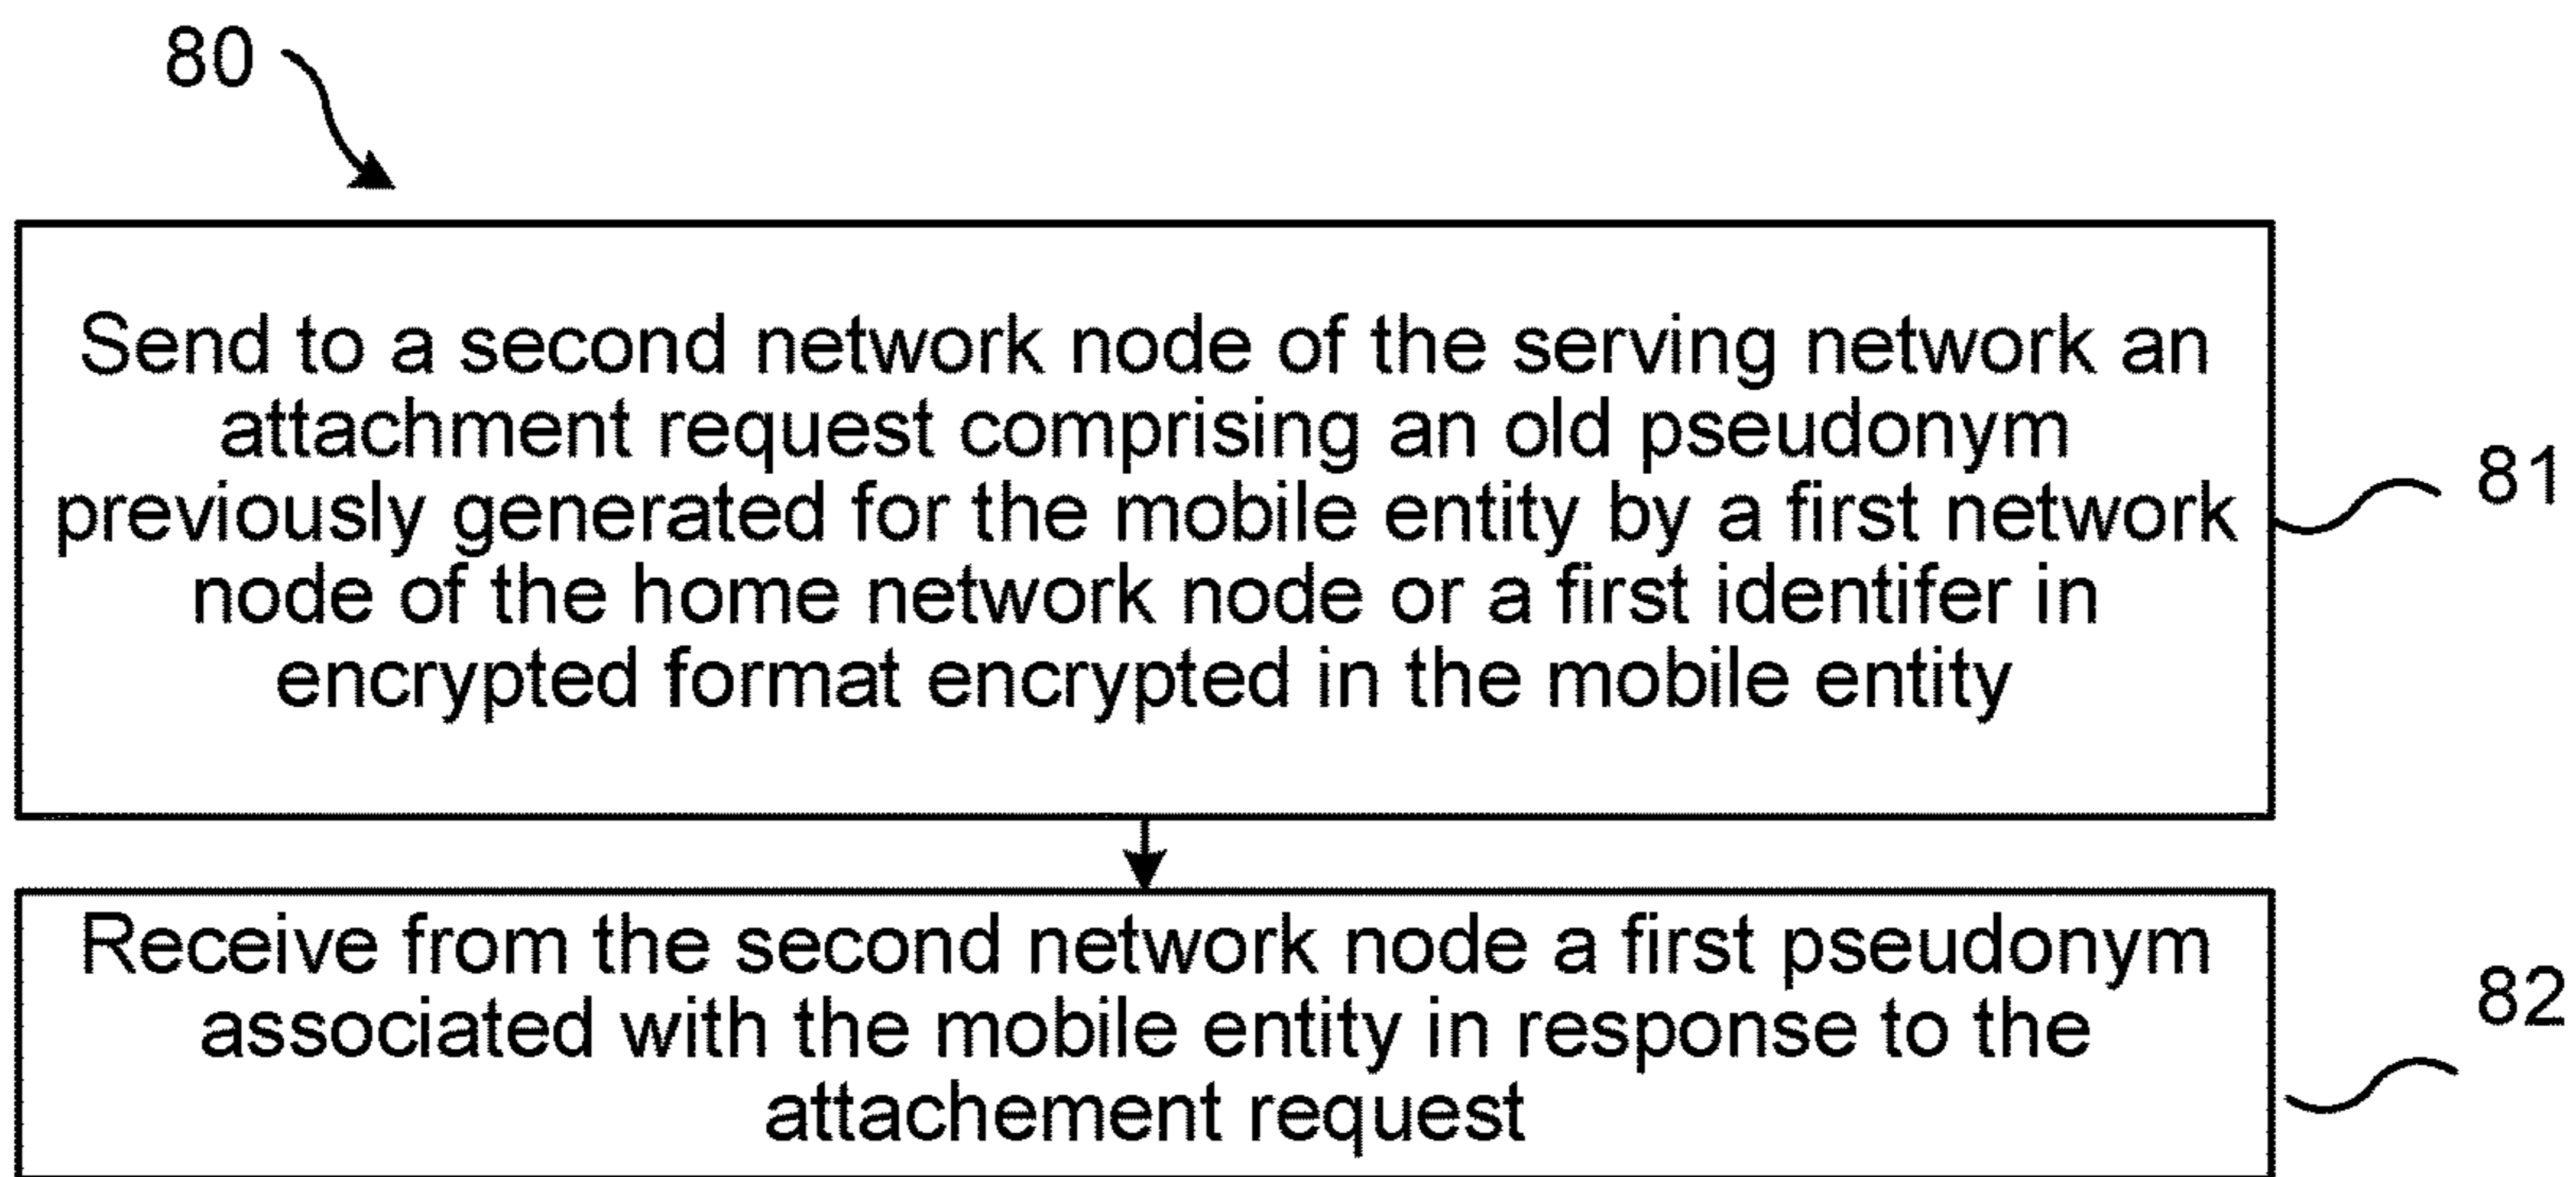 80
Send to a second network node of the serving network an
attachment request comprising an old pseudonym
previously generated for the mobile entity by a first network
node of the home network node or a first identifer in
encrypted format encrypted in the mobile entity
81
Receive from the second network node a first pseudonym
associated with the mobile entity in response to the
attachement request
82